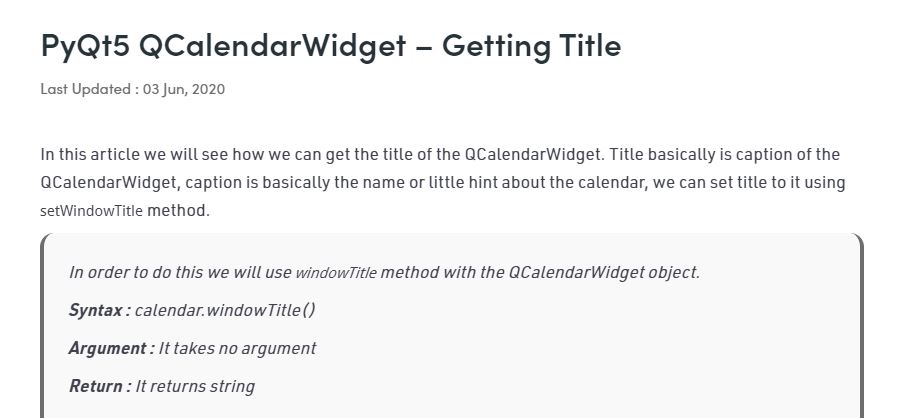 PyQt5 QCalendarWidget – Getting Title
Last Updated : 03 Jun, 2020
In this article we will see how we can get the title of the QCalendarWidget. Title basically is caption of the
QCalendarWidget, caption is basically the name or little hint about the calendar, we can set title to it using
setWindowTitle method.
In order to do this we will use windowTitle method with the QCalendarWidget object.
Syntax : calendar.windowTitle()
Argument : It takes no argument
Return : It returns string